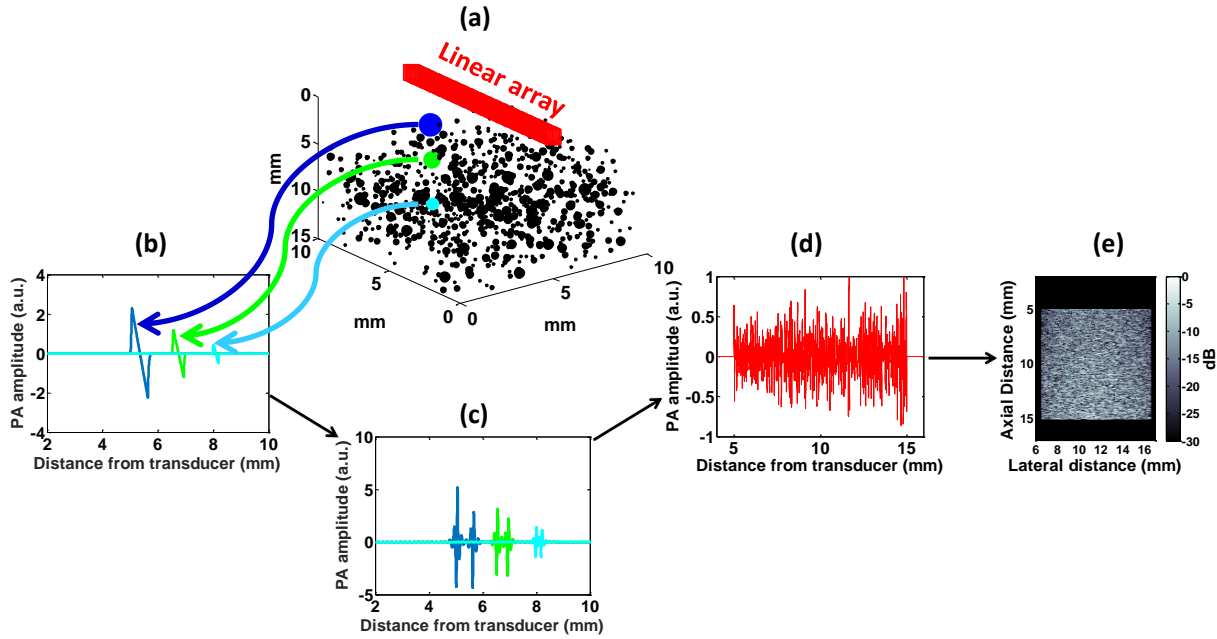 (a)
Linear array
0
5
10
15
mm
15
10
5
0
mm
0
5
10
mm
(b)
4
2
0
-2
-4
PA amplitude (a.u.)
2 4 6 8 10
Distance from transducer (mm)
(c)
10
5
0
-5
PA amplitude (a.u.)
2 4 6 8 10
Distance from transducer (mm)
(d)
1
0.5
0
-0.5
-1
PA amplitude (a.u.)
5 10 15
Distance from transducer (mm)
(e)
5
10
15
Axial Distance (mm)
6 8 10 12 14 16
Lateral distance (mm)
0
-5
-10
-15
-20
-25
-30
dB